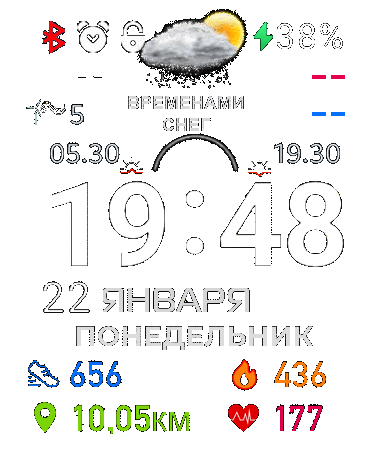 38%
-- --
ВРЕМЕНАМИ
СНЕГ
5 --
05.30 19.30
19:48
22 ЯНВАРЯ
ПОНЕДЕЛЬНИК
656 436
10,05км 177